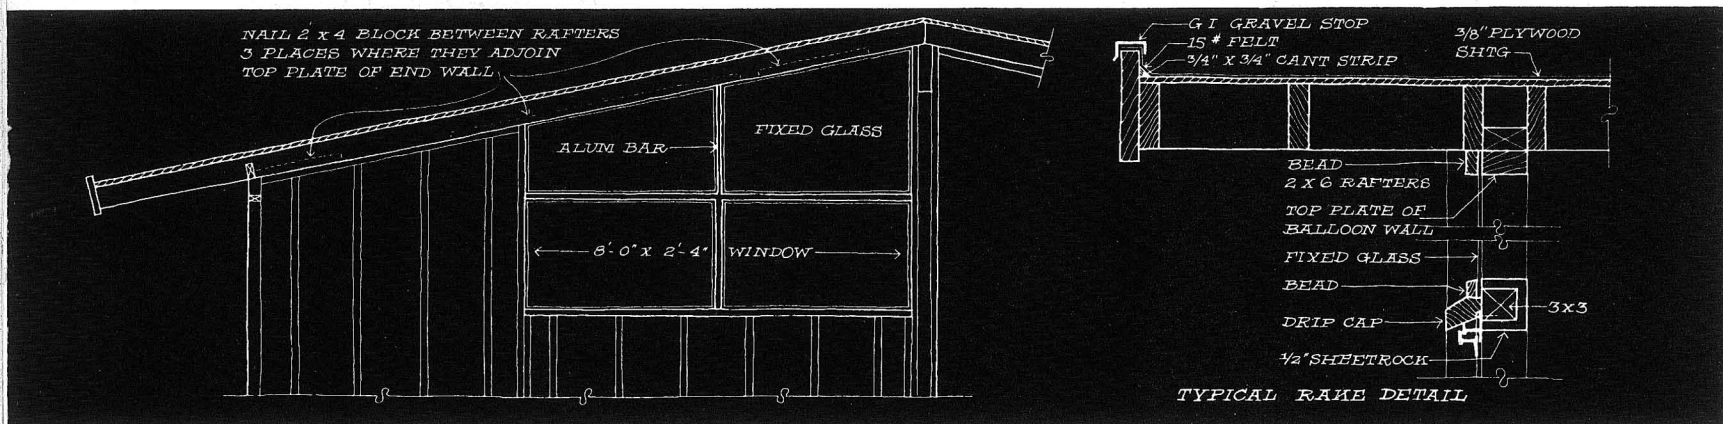 NAIL 2 x 4 BLOCK BETWEEN RAFTERS
3 PLACES WHERE THEY ADJOIN
TOP PLATE OF END WALL
ALUM BAR
FIXED GLASS
8'-0" x 2'-4" WINDOW
G I GRAVEL STOP
15 # FELT
3/4" x 3/4" CANT STRIP
3/8" PLYWOOD
SHTG
BEAD
2 x 6 RAFTERS
TOP PLATE OF
BALLOON WALL
FIXED GLASS
BEAD
DRIP CAP
3x3
1/2" SHEETROCK
TYPICAL RAKE DETAIL